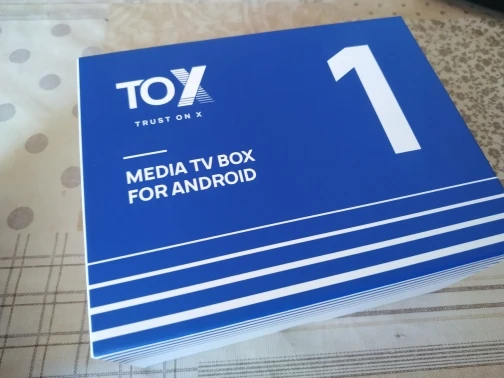 TOX
TRUST ON X
1
MEDIA TV BOX
FOR ANDROID